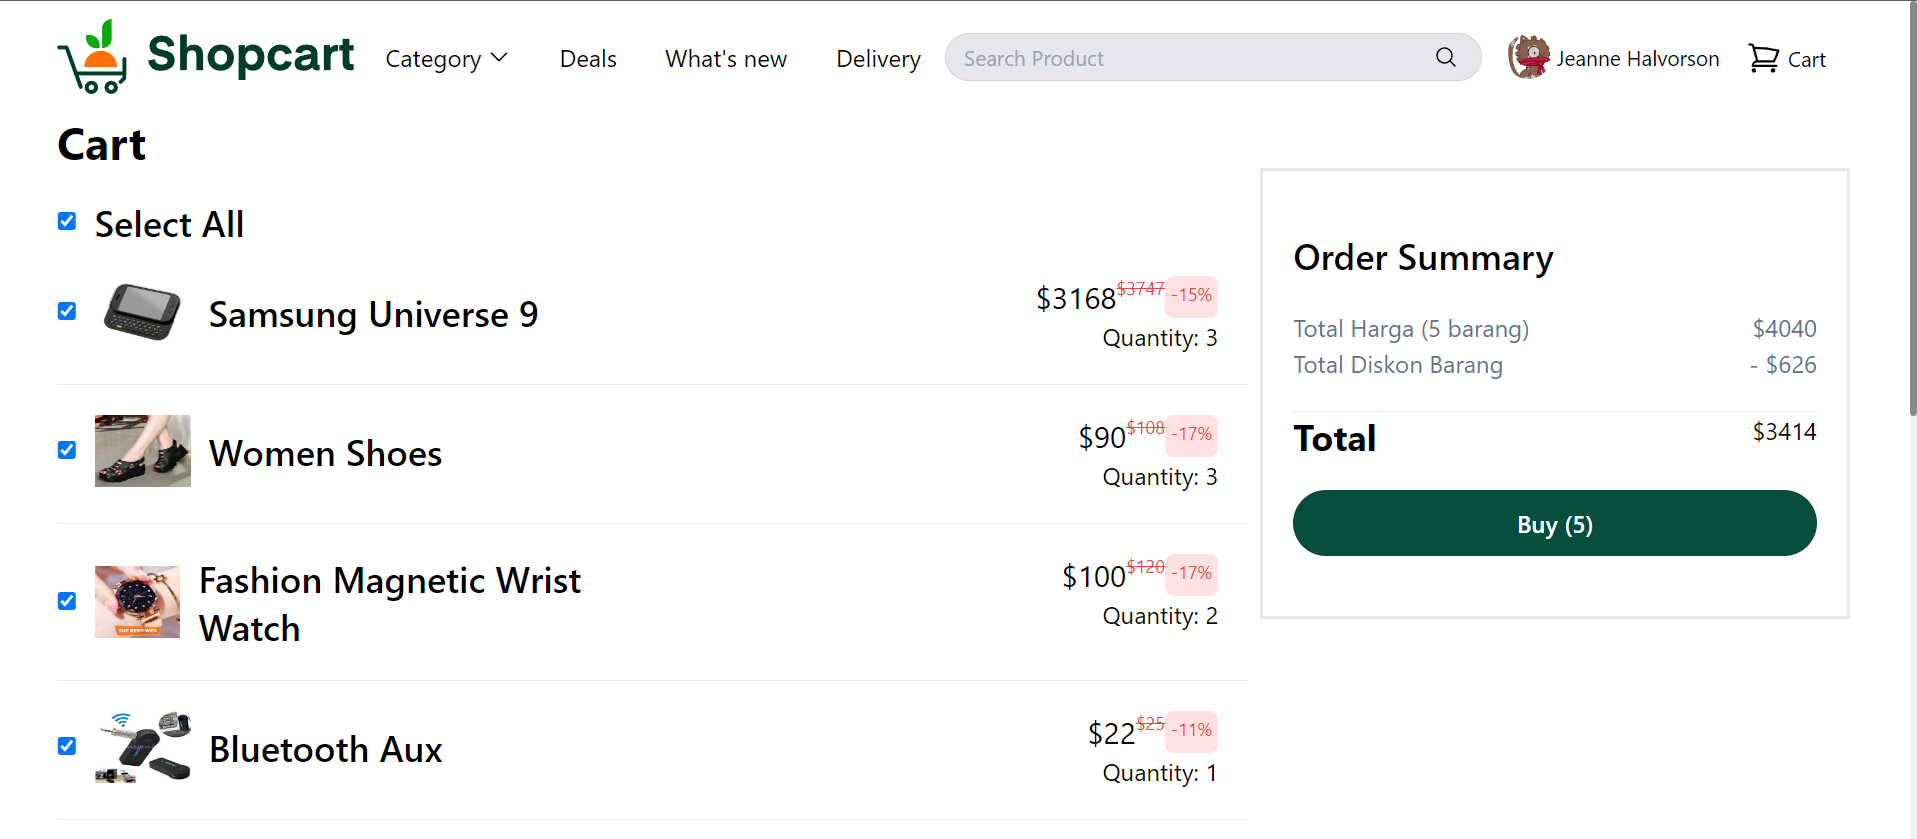 Shopcart
Category
Deals
What's new
Delivery
Search Product
Jeanne Halvorson
Cart
Cart
Select All
Samsung Universe 9
$3168 $3747 -15%
Quantity: 3
Women Shoes
$90 $108 -17%
Quantity: 3
Fashion Magnetic Wrist
Watch
TOP REVIEWED
$100 $120 -17%
Quantity: 2
Bluetooth Aux
$22 $25 -11%
Quantity: 1
Order Summary
Total Harga (5 barang) $4040
Total Diskon Barang - $626
Total $3414
Buy (5)